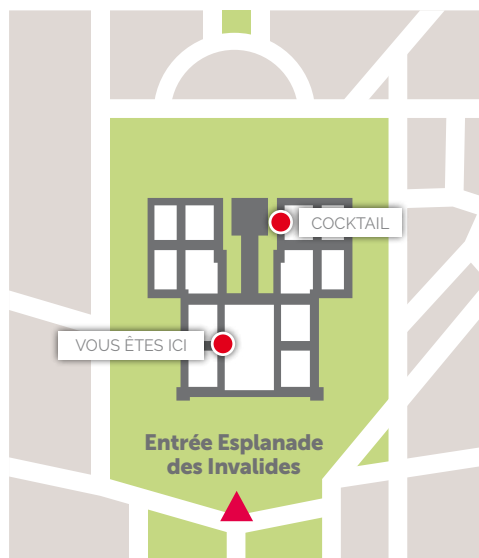 COCKTAIL
VOUS ÊTES ICI
Entrée Esplanade
des Invalides